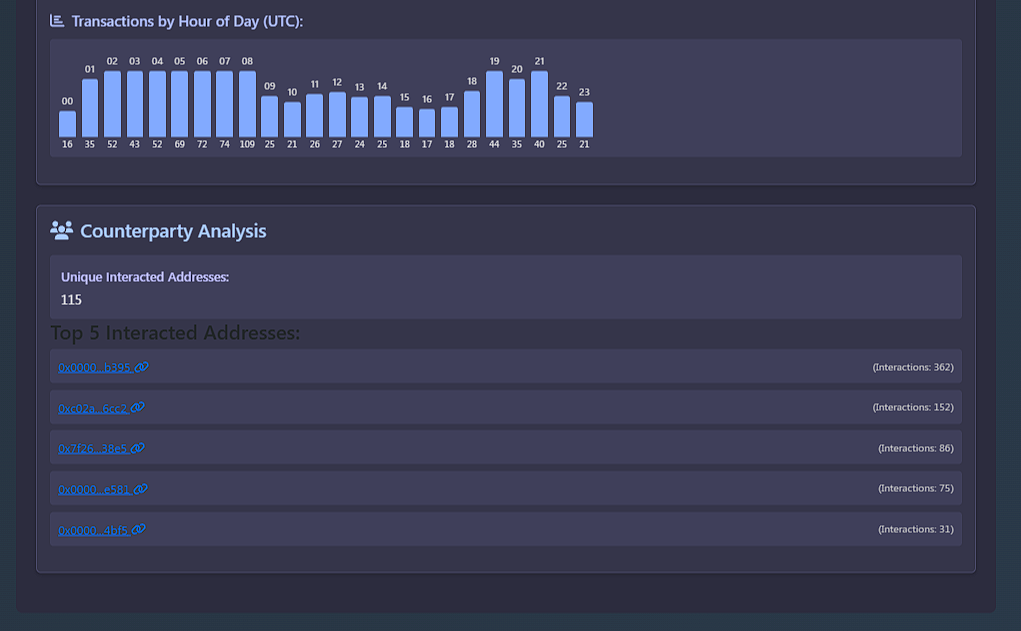 Transactions by Hour of Day (UTC):
00 01 02 03 04 05 06 07 08 09 10 11 12 13 14 15 16 17 18 19 20 21 22 23
16 35 52 43 52 69 72 74 109 25 21 26 27 24 25 18 17 18 28 44 35 40 25 21
Counterparty Analysis
Unique Interacted Addresses:
115
Top 5 Interacted Addresses:
0x0000...b395 (Interactions: 362)
0xc02a...6cc2 (Interactions: 152)
0x7f26...38e5 (Interactions: 86)
0x0000...e581 (Interactions: 75)
0x0000...4bf5 (Interactions: 31)